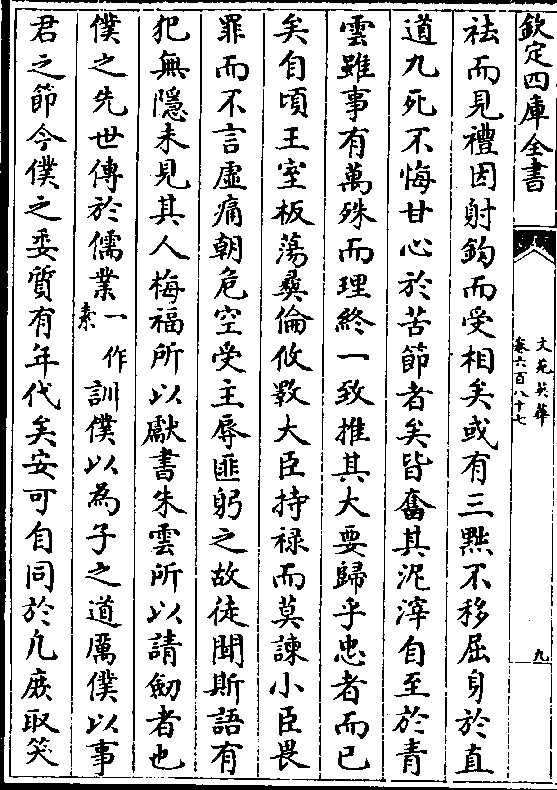 欽定四庫全書
文苑英華
卷六百八十七
九
袪而見禮因射鈎而受相矣或有三黜不移屈身於直
道九死不悔甘心於苦節者矣皆奮其泥滓自至於青
雲雖事有萬殊而理終一致推其大要歸乎忠者而已
矣自頃王室板蕩彞倫攸斁大臣持禄而莫諫小臣畏
罪而不言虛痛朝危空受主辱匪躬之故徒聞斯語有
犯無隱未見其人梅福所以獻書朱雲所以請劒者也
僕之先世傳於儒業一作素訓僕以為子之道厲僕以事
君之節今僕之委質有年代矣安可自同於凡庶取笑